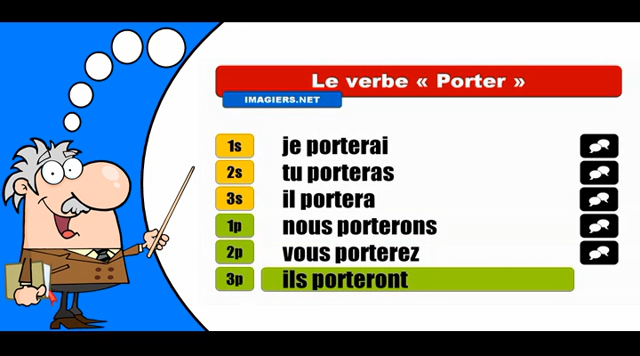 Le verbe « Porter »
IMAGIERS.NET
1s je porterai
2s tu porteras
3s il portera
1p nous porterons
2p vous porterez
3p ils porteront